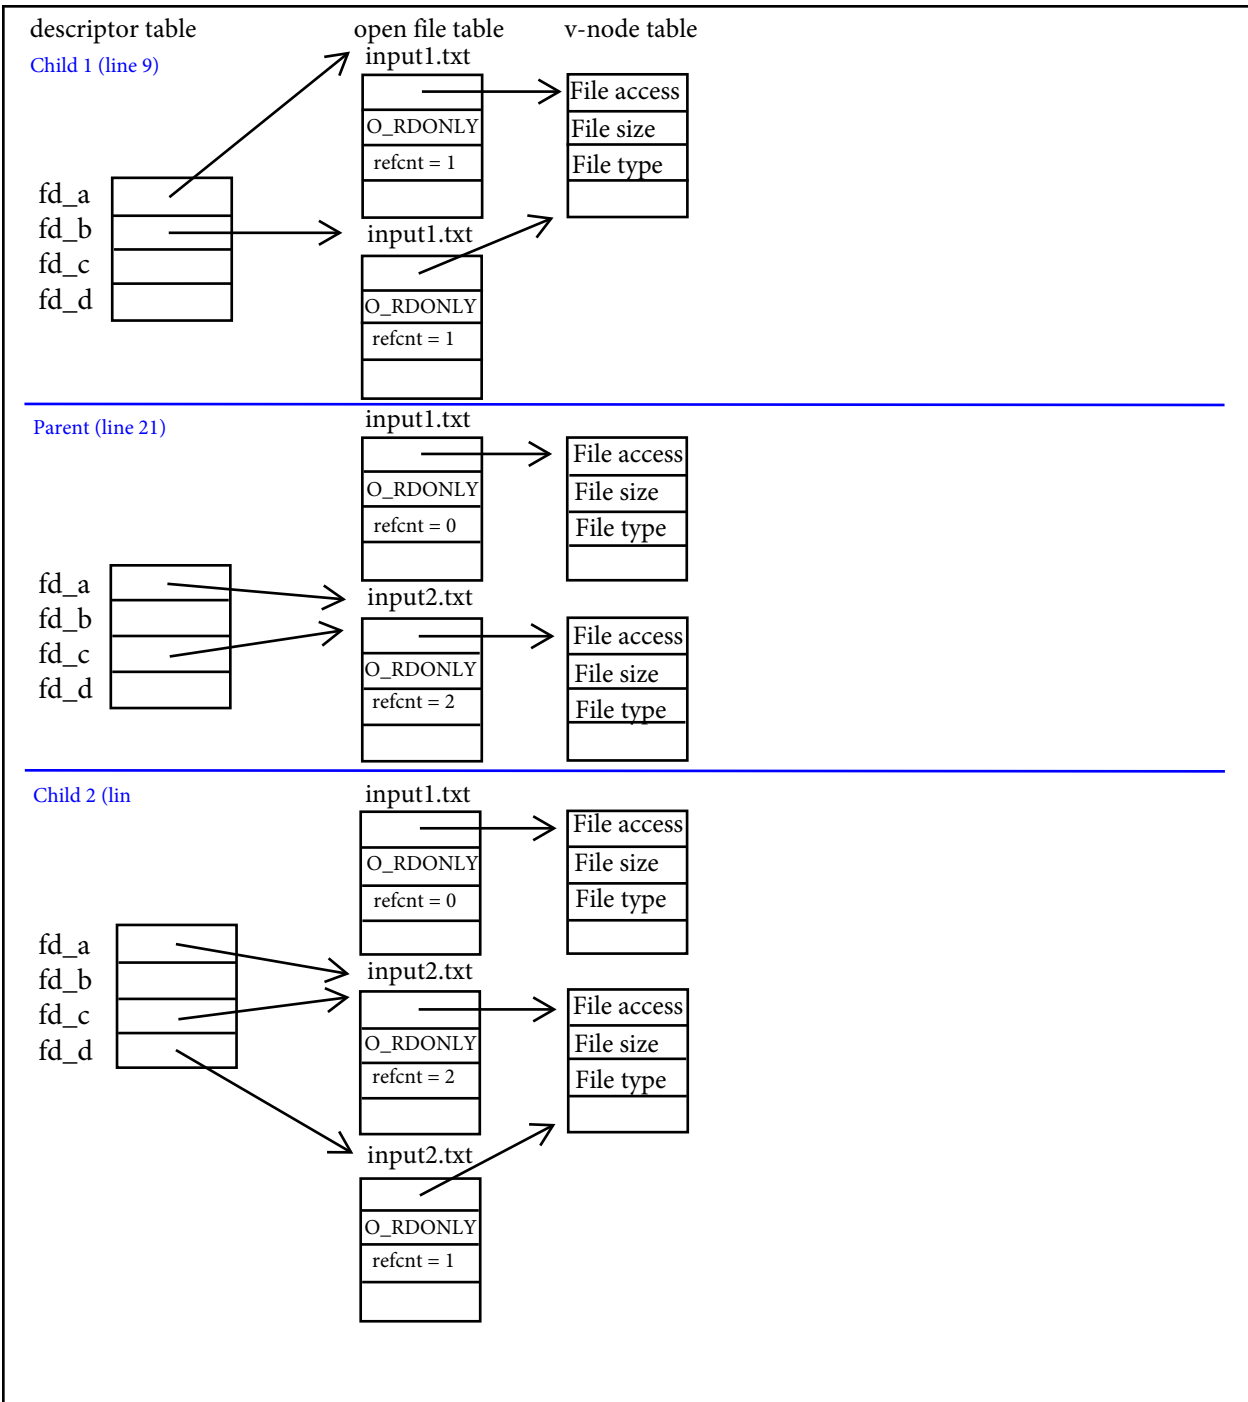 descriptor table open file table v-node table
Child 1 (line 9) input1.txt
File access
O_RDONLY File size
refcnt = 1 File type
fd_a
fd_b input1.txt
fd_c
fd_d O_RDONLY
refcnt = 1
Parent (line 21) input1.txt
File access
O_RDONLY File size
refcnt = 0 File type
fd_a input2.txt
fd_b
fd_c File access
fd_d O_RDONLY File size
refcnt = 2 File type
Child 2 (lin input1.txt
File access
O_RDONLY File size
refcnt = 0 File type
fd_a
fd_b input2.txt
fd_c File access
fd_d O_RDONLY File size
refcnt = 2 File type
input2.txt
O_RDONLY
refcnt = 1